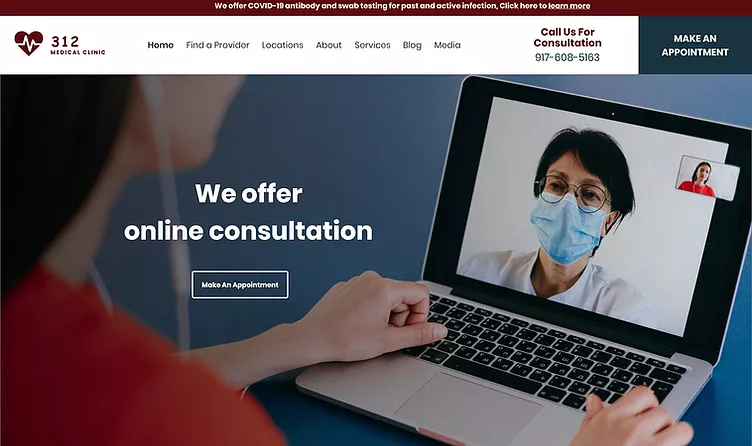 We offer COVID-19 antibody and swab testing for past and active infection, Click here to learn more
312
MEDICAL CLINIC
Home Find a Provider Locations About Services Blog Media
Call Us For
Consultation
917-608-5163
MAKE AN
APPOINTMENT
We offer
online consultation
Make An Appointment